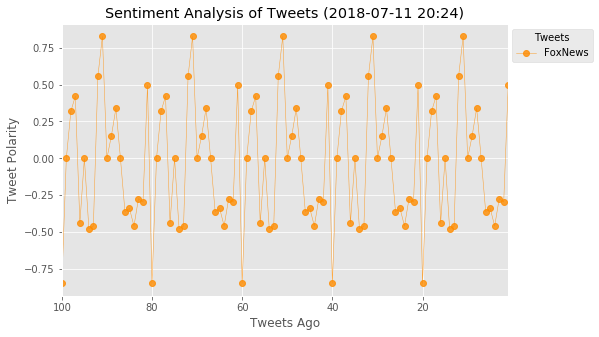 Sentiment Analysis of Tweets (2018-07-11 20:24)
Tweets
FoxNews
Tweet Polarity
0.75
0.50
0.25
0.00
−0.25
−0.50
−0.75
100 80 60 40 20
Tweets Ago